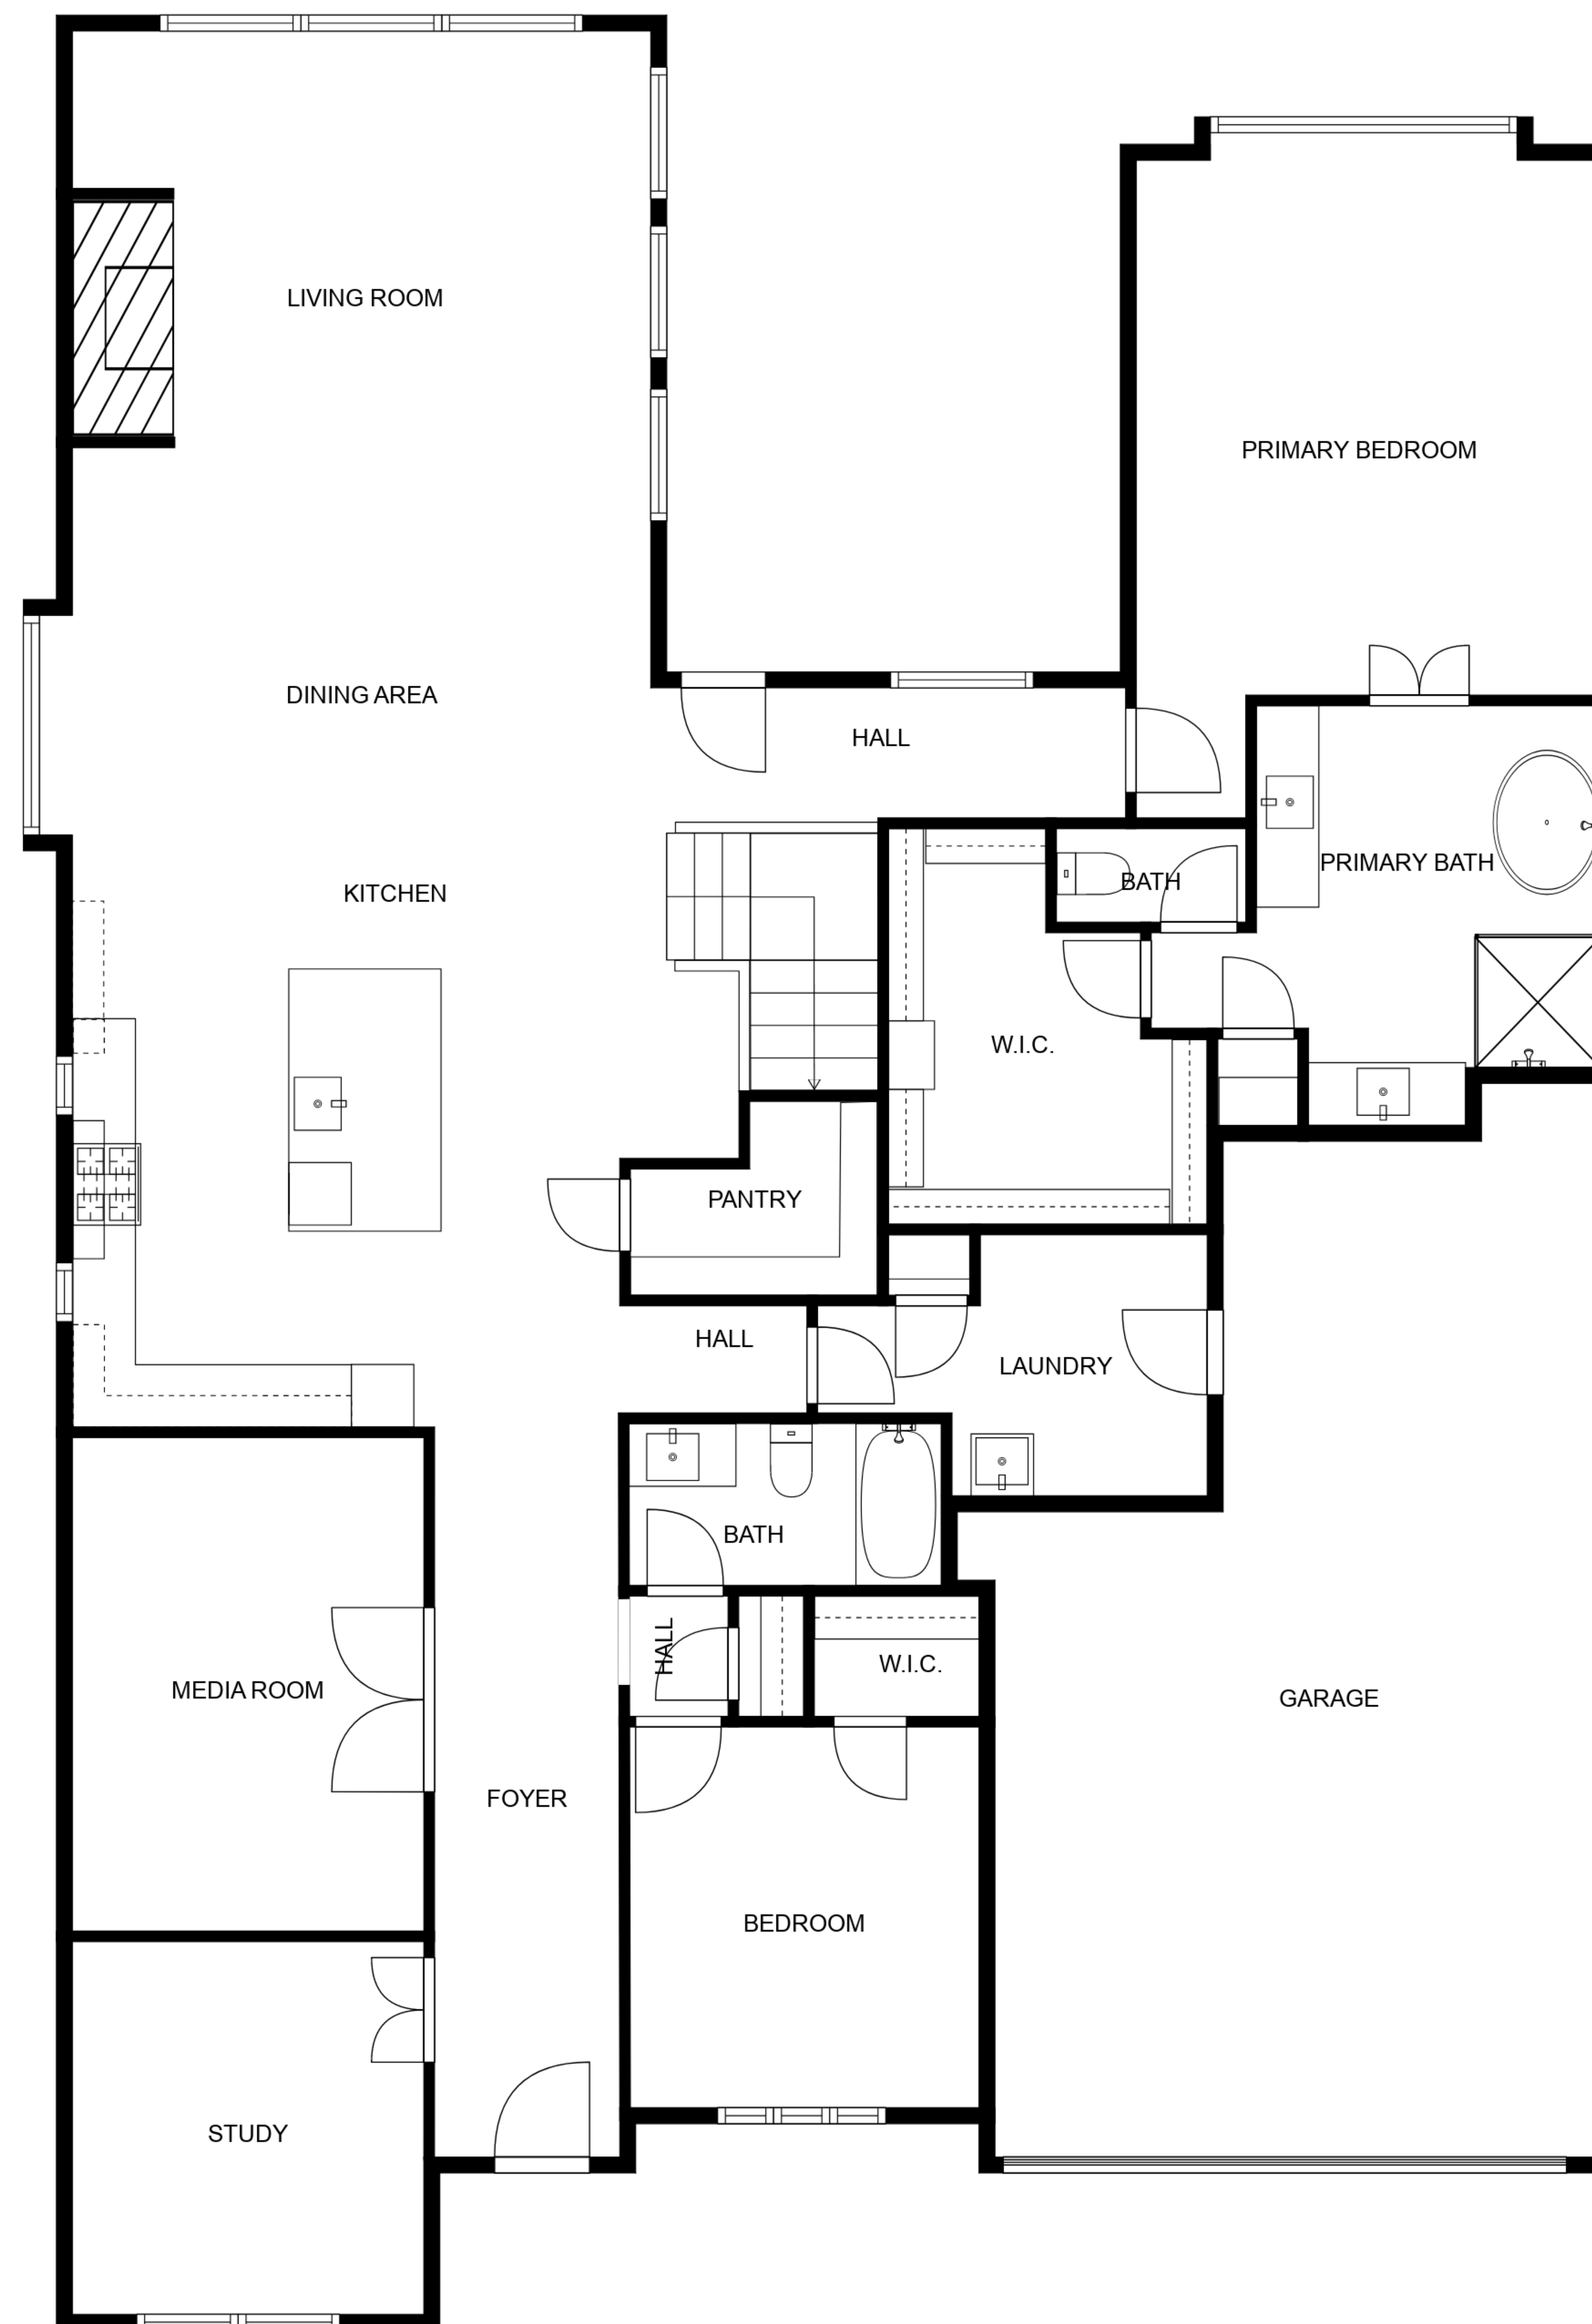 LIVING ROOM
PRIMARY BEDROOM
DINING AREA
HALL
PRIMARY BATH
BATH
KITCHEN
W.I.C.
PANTRY
HALL
LAUNDRY
BATH
HALL
W.I.C.
MEDIA ROOM
GARAGE
FOYER
BEDROOM
STUDY